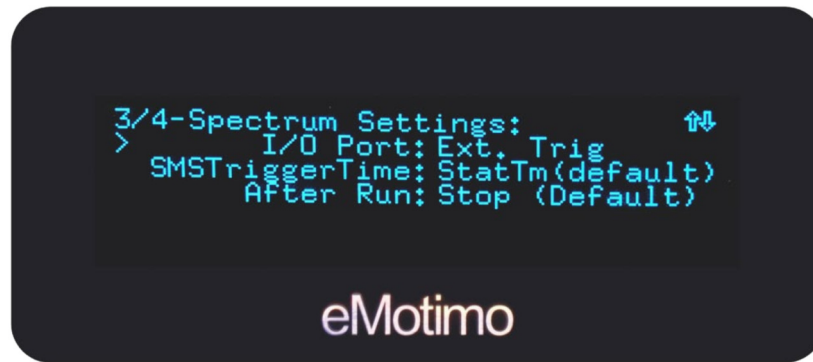 3/4-Spectrum Settings: ⇧⇩
> I/O Port: Ext. Trig
SMSTriggerTime: StatTm(default)
After Run: Stop (Default)
eMotimo